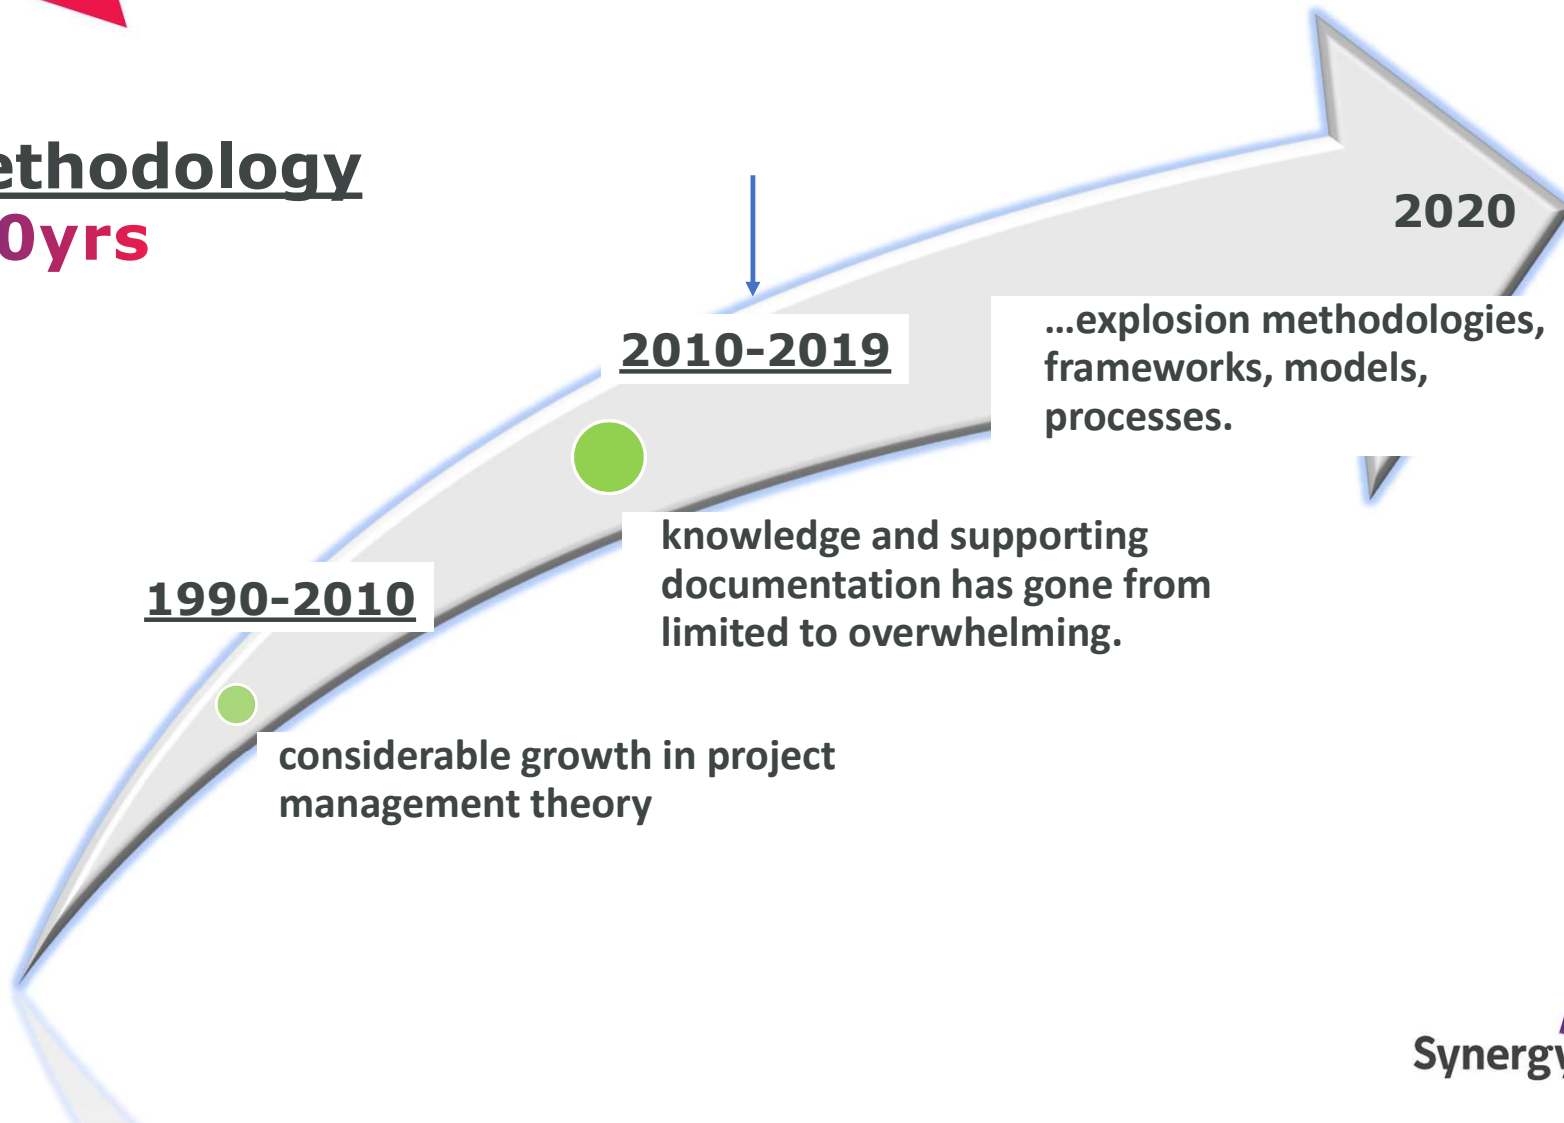 ethodology
0yrs
2020
…explosion methodologies,
frameworks, models,
processes.
2010-2019
knowledge and supporting
documentation has gone from
limited to overwhelming.
1990-2010
considerable growth in project
management theory
Synergy